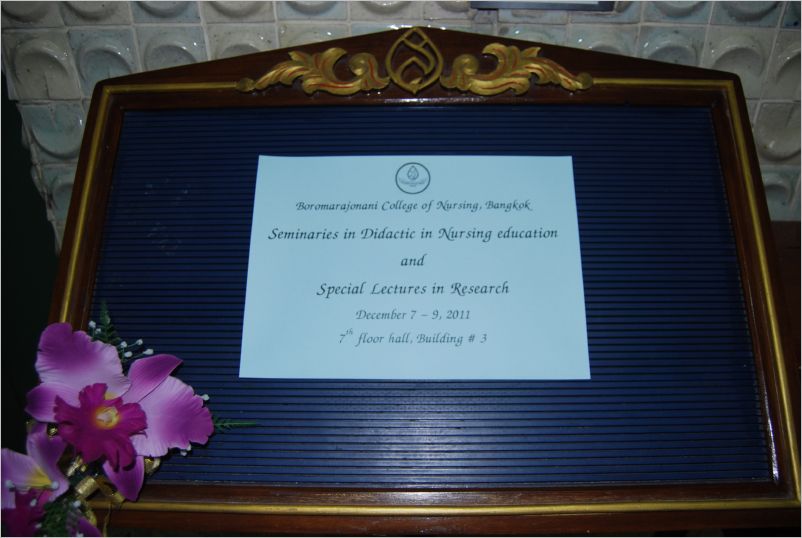 Boromarajonani College of Nursing, Bangkok
Seminaries in Didactic in Nursing education
and
Special Lectures in Research
December 7 – 9, 2011
7th floor hall, Building # 3